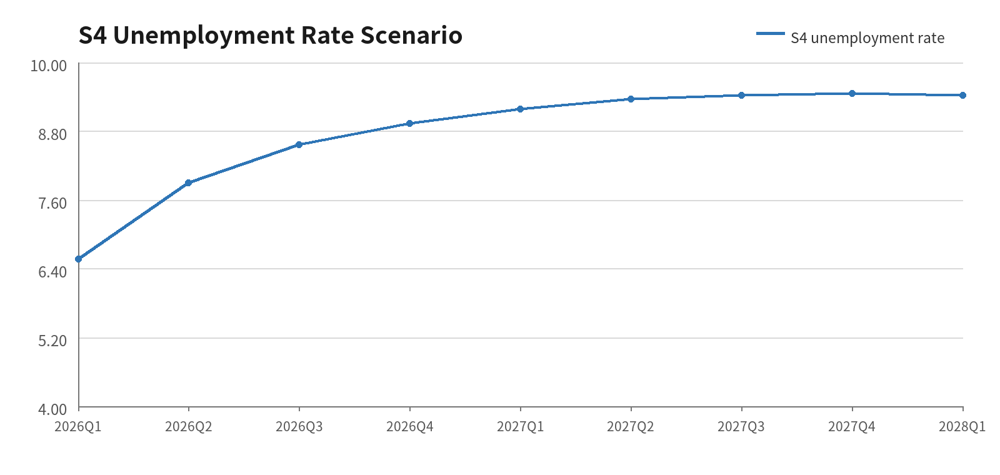 S4 Unemployment Rate Scenario
S4 unemployment rate
10.00
8.80
7.60
6.40
5.20
4.00
2026Q1 2026Q2 2026Q3 2026Q4 2027Q1 2027Q2 2027Q3 2027Q4 2028Q1